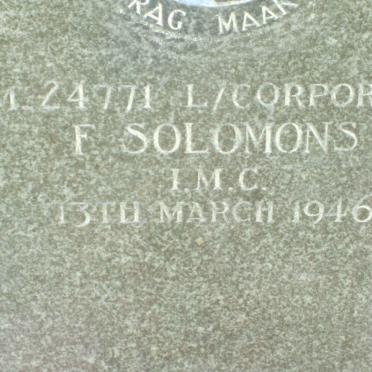 RAG MAAK
M 24771 L/CORPOR
F SOLOMONS
I.M.C.
13TH MARCH 1946